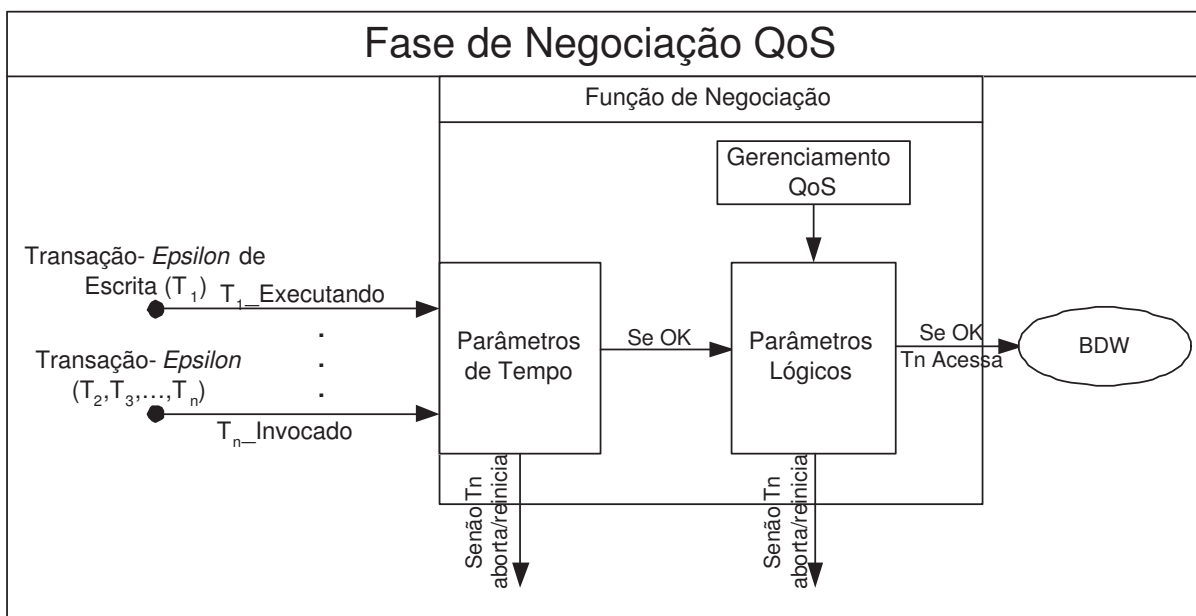 Fase de Negociação QoS
Função de Negociação
Gerenciamento
QoS
Transação- Epsilon de
Escrita (T1)
T1_Executando
.
.
.
Transação- Epsilon
(T2,T3,...,Tn)
Tn_Invocado
Parâmetros
de Tempo
Se OK
Parâmetros
Lógicos
Se OK
Tn Acessa
BDW
Senão Tn
aborta/reinicia
Senão Tn
aborta/reinicia